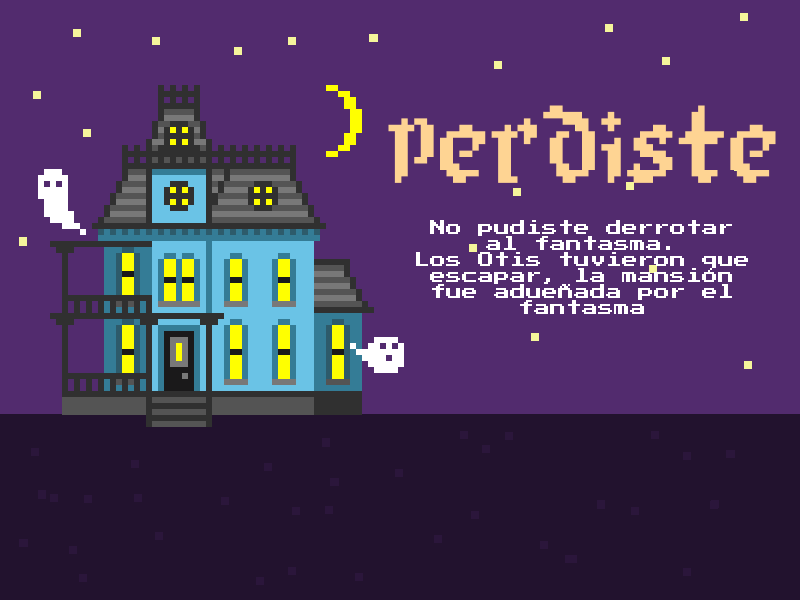 perdiste
No pudiste derrotar
al fantasma.
Los Otis tuvieron que
escapar, la mansión
fue adueñada por el
fantasma